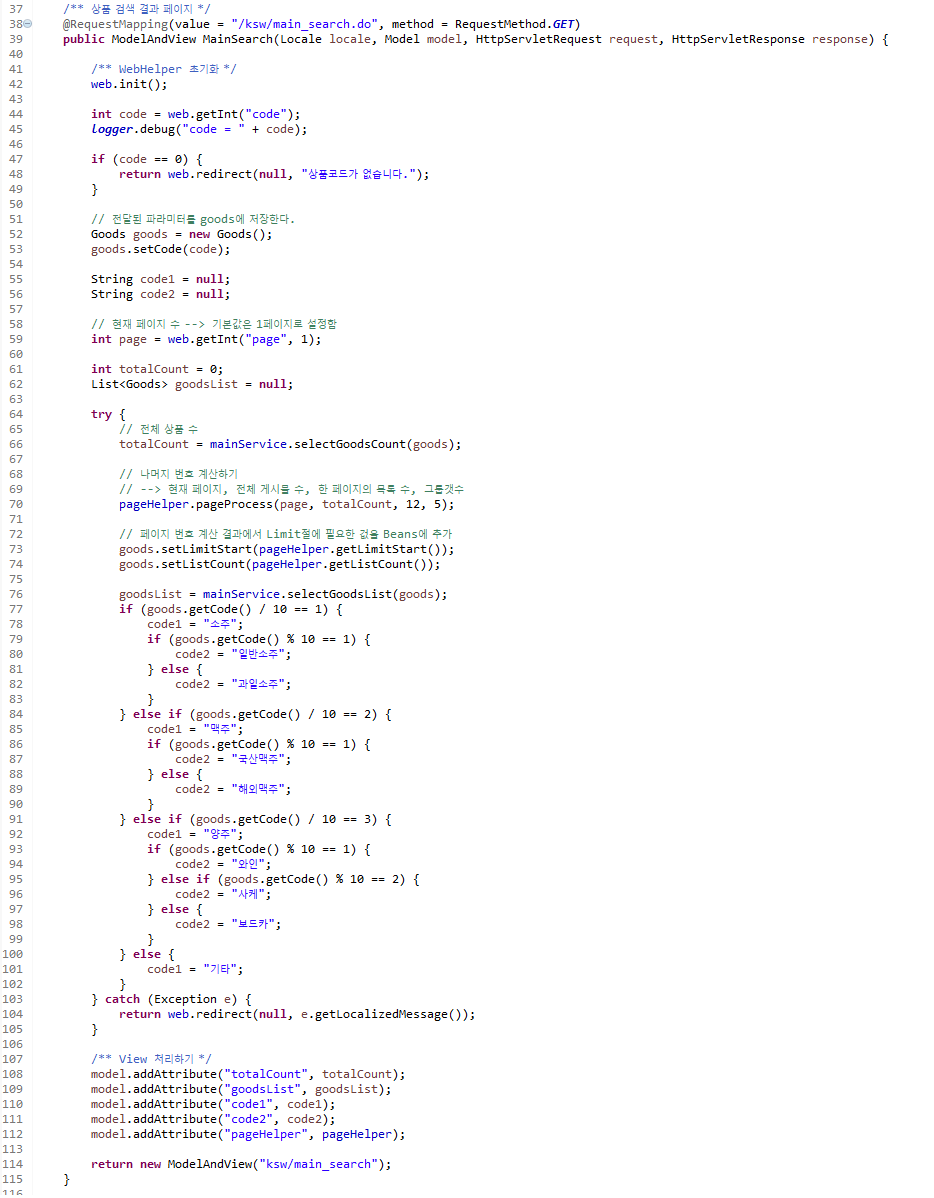 37 /** 상품 검색 결과 페이지 */
38 @RequestMapping(value = "/ksw/main_search.do", method = RequestMethod.GET)
39 public ModelAndView MainSearch(Locale locale, Model model, HttpServletRequest request, HttpServletResponse response) {
40
41 /** WebHelper 초기화 */
42 web.init();
43
44 int code = web.getInt("code");
45 logger.debug("code = " + code);
46
47 if (code == 0) {
48 return web.redirect(null, "상품코드가 없습니다.");
49 }
50
51 // 전달된 파라미터를 goods에 저장한다.
52 Goods goods = new Goods();
53 goods.setCode(code);
54
55 String code1 = null;
56 String code2 = null;
57
58 // 현재 페이지 수 --> 기본값은 1페이지로 설정함
59 int page = web.getInt("page", 1);
60
61 int totalCount = 0;
62 List<Goods> goodsList = null;
63
64 try {
65 // 전체 상품 수
66 totalCount = mainService.selectGoodsCount(goods);
67
68 // 나머지 번호 계산하기
69 // --> 현재 페이지, 전체 게시물 수, 한 페이지의 목록 수, 그룹갯수
70 pageHelper.pageProcess(page, totalCount, 12, 5);
71
72 // 페이지 번호 계산 결과에서 Limit절에 필요한 값을 Beans에 추가
73 goods.setLimitStart(pageHelper.getLimitStart());
74 goods.setListCount(pageHelper.getListCount());
75
76 goodsList = mainService.selectGoodsList(goods);
77 if (goods.getCode() / 10 == 1) {
78 code1 = "소주";
79 if (goods.getCode() % 10 == 1) {
80 code2 = "일반소주";
81 } else {
82 code2 = "과일소주";
83 }
84 } else if (goods.getCode() / 10 == 2) {
85 code1 = "맥주";
86 if (goods.getCode() % 10 == 1) {
87 code2 = "국산맥주";
88 } else {
89 code2 = "해외맥주";
90 }
91 } else if (goods.getCode() / 10 == 3) {
92 code1 = "양주";
93 if (goods.getCode() % 10 == 1) {
94 code2 = "와인";
95 } else if (goods.getCode() % 10 == 2) {
96 code2 = "사케";
97 } else {
98 code2 = "보드카";
99 }
100 } else {
101 code1 = "기타";
102 }
103 } catch (Exception e) {
104 return web.redirect(null, e.getLocalizedMessage());
105 }
106
107 /** View 처리하기 */
108 model.addAttribute("totalCount", totalCount);
109 model.addAttribute("goodsList", goodsList);
110 model.addAttribute("code1", code1);
111 model.addAttribute("code2", code2);
112 model.addAttribute("pageHelper", pageHelper);
113
114 return new ModelAndView("ksw/main_search");
115 }
116